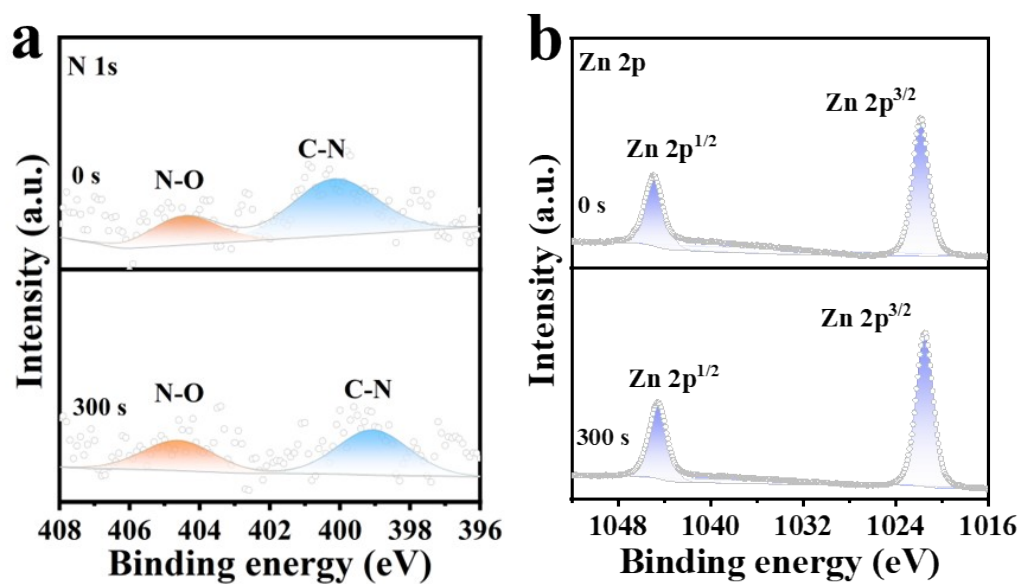 a
N 1s
0 s
N-O
C-N
300 s
N-O
C-N
408 406 404 402 400 398 396
Binding energy (eV)
Intensity (a.u.)
b
Zn 2p
Zn 2p3/2
Zn 2p1/2
0 s
Zn 2p3/2
Zn 2p1/2
300 s
1048 1040 1032 1024 1016
Binding energy (eV)
Intensity (a.u.)